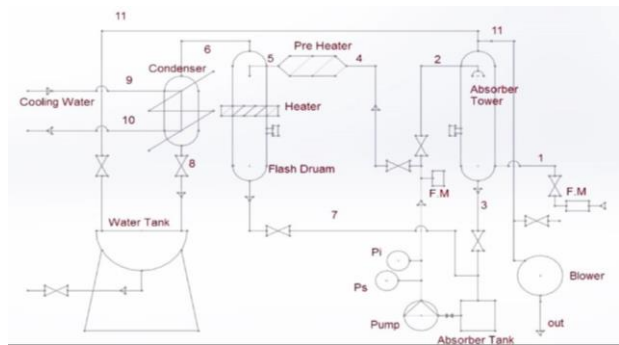 11
11
6
Pre Heater
Condenser
5
4
2
9
Absorber
Tower
Cooling Water
Heater
10
1
8
Flash Druam
F.M
F.M
3
Water Tank
7
Pi
Blower
Ps
Pump
out
Absorber Tank